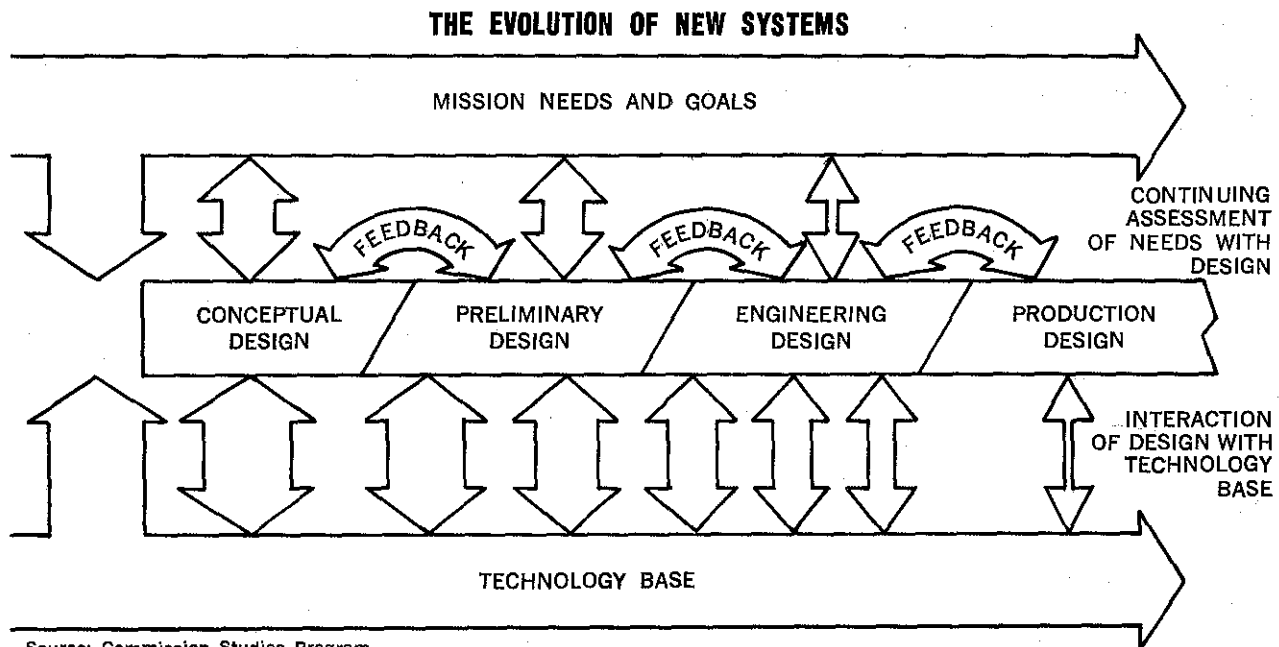 THE EVOLUTION OF NEW SYSTEMS
MISSION NEEDS AND GOALS
CONTINUING
ASSESSMENT
OF NEEDS WITH
DESIGN
FEEDBACK
FEEDBACK
FEEDBACK
CONCEPTUAL
DESIGN
PRELIMINARY
DESIGN
ENGINEERING
DESIGN
PRODUCTION
DESIGN
INTERACTION
OF DESIGN WITH
TECHNOLOGY
BASE
TECHNOLOGY BASE
Source: Commission Studies Program